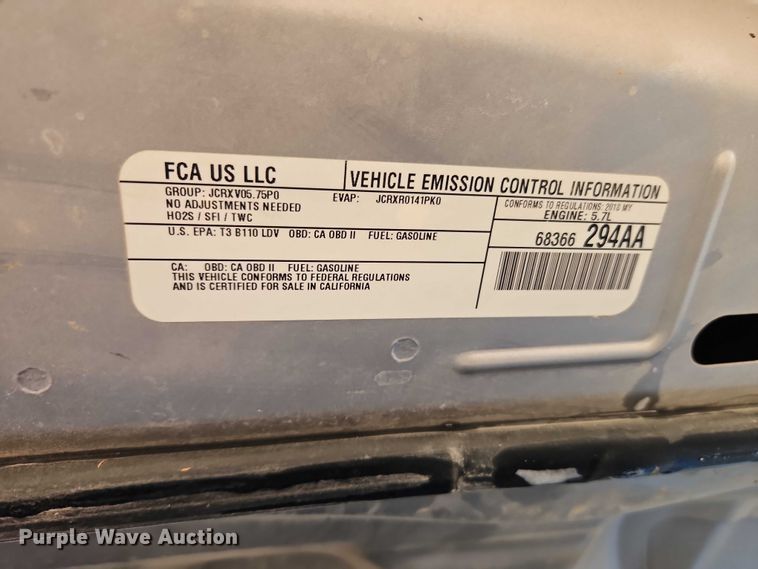 FCA US LLC
VEHICLE EMISSION CONTROL INFORMATION
GROUP: JCRXV05.75P0 EVAP: JCRXR0141PK0
NO ADJUSTMENTS NEEDED
HO2S / SFI / TWC
CONFORMS TO REGULATIONS: 2018 MY
ENGINE: 5.7L
U.S. EPA: T3 B110 LDV OBD: CA OBD II FUEL: GASOLINE
68366 294AA
CA: OBD: CA OBD II FUEL: GASOLINE
THIS VEHICLE CONFORMS TO FEDERAL REGULATIONS
AND IS CERTIFIED FOR SALE IN CALIFORNIA
Purple Wave Auction